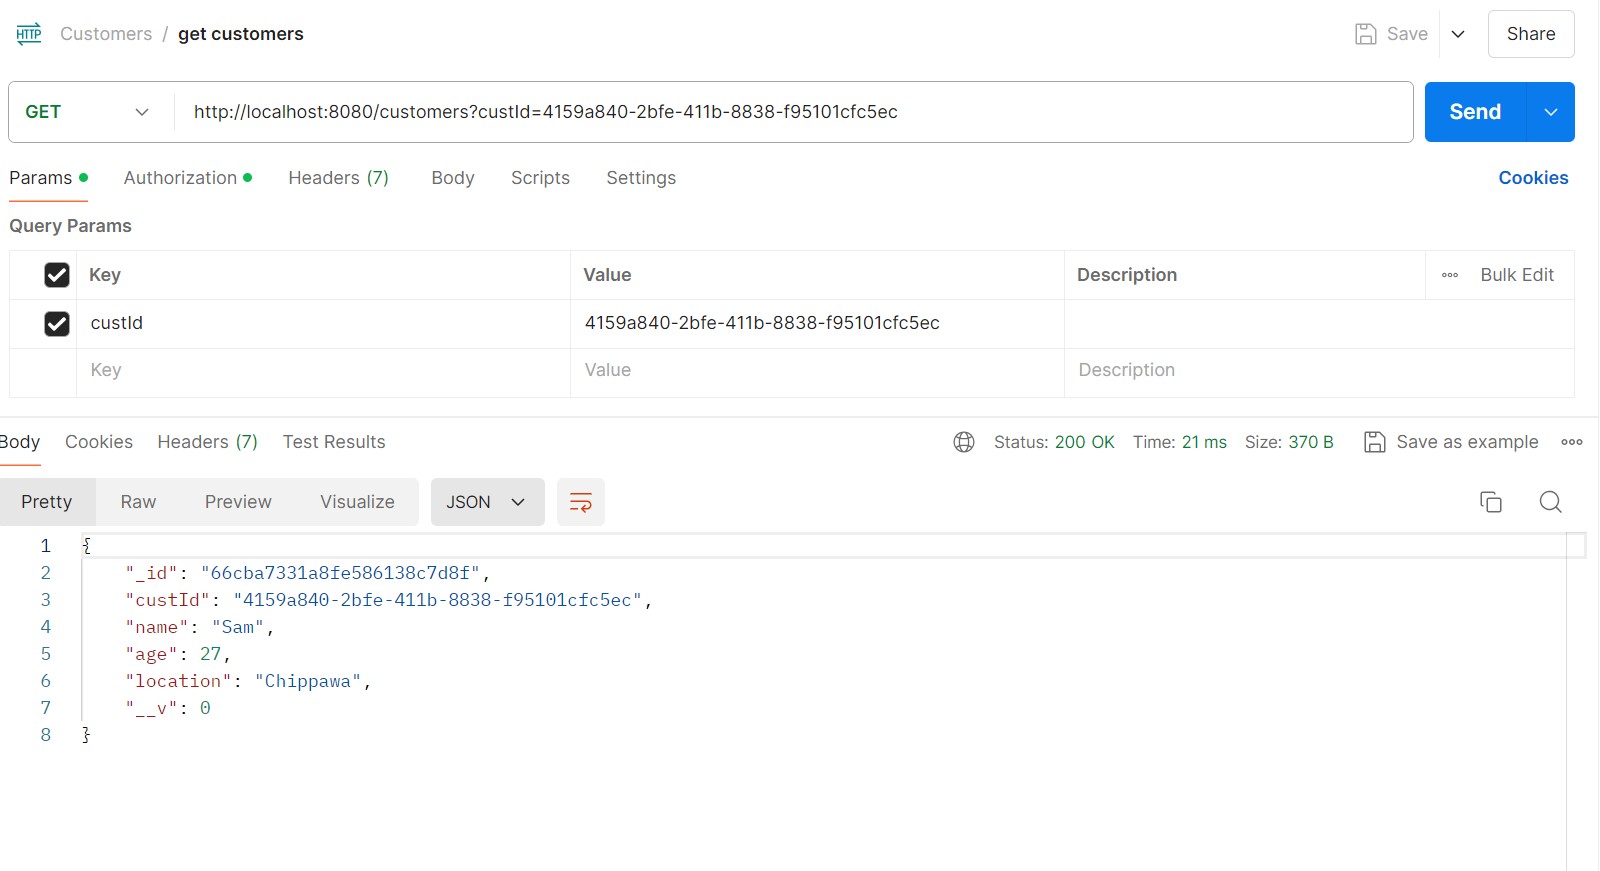 HTTP Customers / get customers Save Share
GET http://localhost:8080/customers?custId=4159a840-2bfe-411b-8838-f95101cfc5ec Send
Params Authorization Headers (7) Body Scripts Settings Cookies
Query Params
Key Value Description Bulk Edit
custId 4159a840-2bfe-411b-8838-f95101cfc5ec
Key Value Description
Body Cookies Headers (7) Test Results Status: 200 OK Time: 21 ms Size: 370 B Save as example
Pretty Raw Preview Visualize JSON
1 {
2 "_id": "66cba7331a8fe586138c7d8f",
3 "custId": "4159a840-2bfe-411b-8838-f95101cfc5ec",
4 "name": "Sam",
5 "age": 27,
6 "location": "Chippawa",
7 "__v": 0
8 }